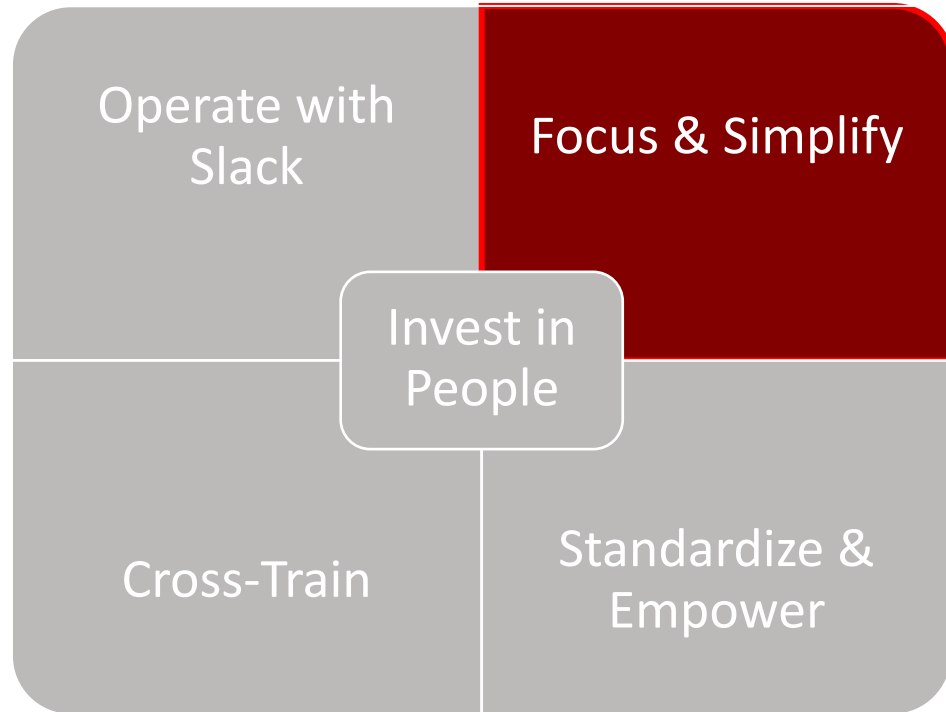 Operate with
Slack
Focus & Simplify
Invest in
People
Cross-Train
Standardize &
Empower